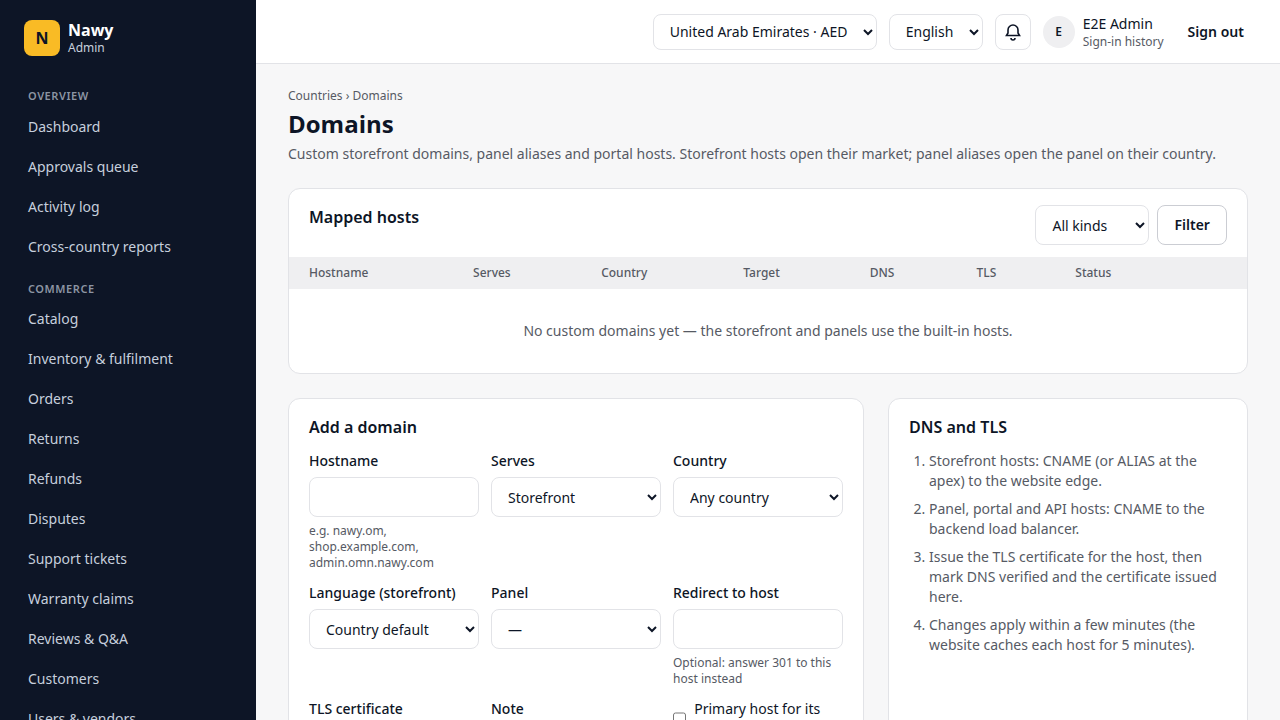 N
Nawy
Admin
United Arab Emirates · AED
English
E
E2E Admin
Sign-in history
Sign out
OVERVIEW
Dashboard
Approvals queue
Activity log
Cross-country reports
COMMERCE
Catalog
Inventory & fulfilment
Orders
Returns
Refunds
Disputes
Support tickets
Warranty claims
Reviews & Q&A
Customers
Users & vendors
Countries › Domains
Domains
Custom storefront domains, panel aliases and portal hosts. Storefront hosts open their market; panel aliases open the panel on their country.
Mapped hosts
All kinds
Filter
Hostname Serves Country Target DNS TLS Status
No custom domains yet — the storefront and panels use the built-in hosts.
Add a domain
Hostname Serves Country
Storefront Any country
e.g. nawy.om,
shop.example.com,
admin.omn.nawy.com
Language (storefront) Panel Redirect to host
Country default —
Optional: answer 301 to this
host instead
TLS certificate Note Primary host for its
DNS and TLS
1. Storefront hosts: CNAME (or ALIAS at the
apex) to the website edge.
2. Panel, portal and API hosts: CNAME to the
backend load balancer.
3. Issue the TLS certificate for the host, then
mark DNS verified and the certificate issued
here.
4. Changes apply within a few minutes (the
website caches each host for 5 minutes).